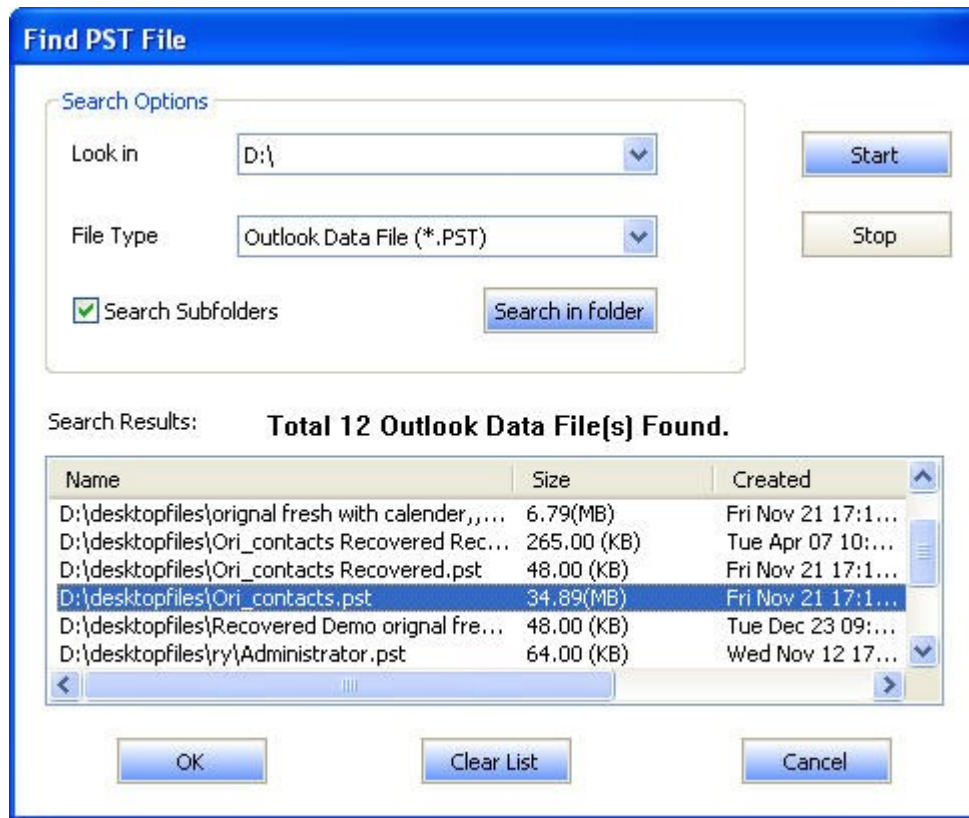 Find PST File
Search Options
Look in D:\ Start
File Type Outlook Data File (*.PST) Stop
Search Subfolders Search in folder
Search Results: Total 12 Outlook Data File(s) Found.
Name Size Created
D:\desktopfiles\orignal fresh with calender,,... 6.79(MB) Fri Nov 21 17:1...
D:\desktopfiles\Ori_contacts Recovered Rec... 265.00 (KB) Tue Apr 07 10:...
D:\desktopfiles\Ori_contacts Recovered.pst 48.00 (KB) Fri Nov 21 17:1...
D:\desktopfiles\Ori_contacts.pst 34.89(MB) Fri Nov 21 17:1...
D:\desktopfiles\Recovered Demo orignal fre... 48.00 (KB) Tue Dec 23 09:...
D:\desktopfiles\ry\Administrator.pst 64.00 (KB) Wed Nov 12 17...
OK Clear List Cancel